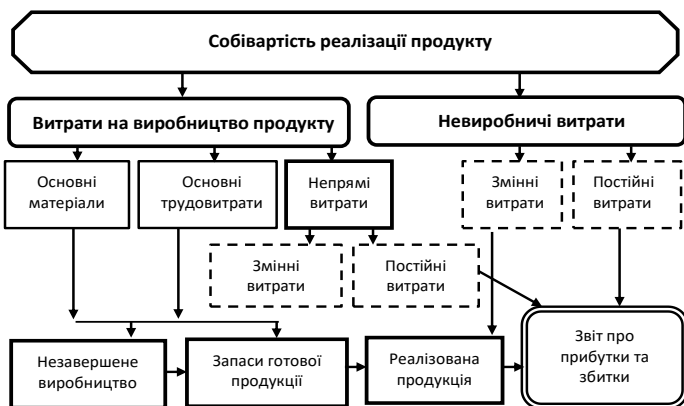 Собівартість реалізації продукту
Витрати на виробництво продукту
Невиробничі витрати
Основні
матеріали
Основні
трудовитрати
Непрямі
витрати
Змінні
витрати
Постійні
витрати
Змінні
витрати
Постійні
витрати
Незавершене
виробництво
Запаси готової
продукції
Реалізована
продукція
Звіт про
прибутки та
збитки